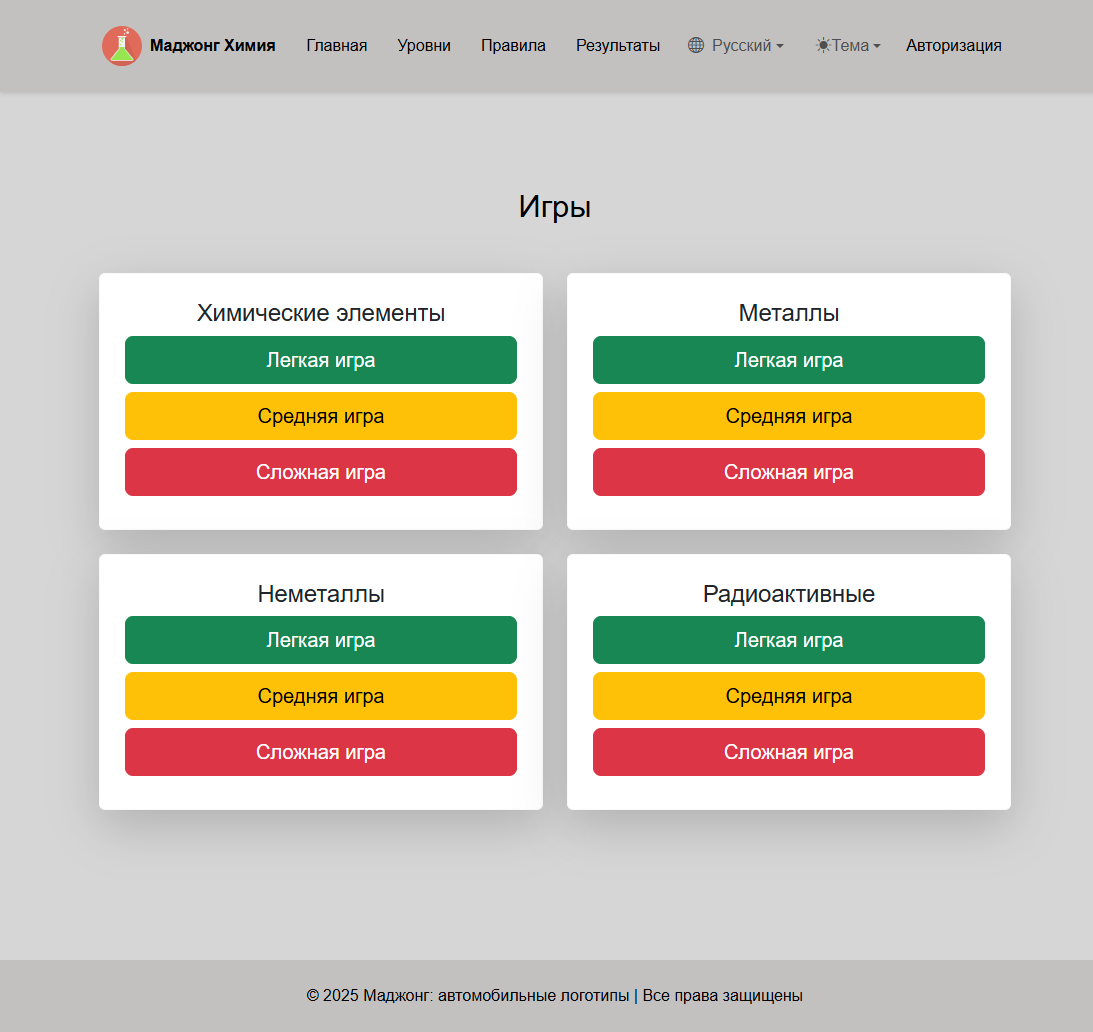 Маджонг Химия Главная Уровни Правила Результаты Русский Тема Авторизация
Игры
Химические элементы
Легкая игра
Средняя игра
Сложная игра
Металлы
Легкая игра
Средняя игра
Сложная игра
Неметаллы
Легкая игра
Средняя игра
Сложная игра
Радиоактивные
Легкая игра
Средняя игра
Сложная игра
© 2025 Маджонг: автомобильные логотипы | Все права защищены